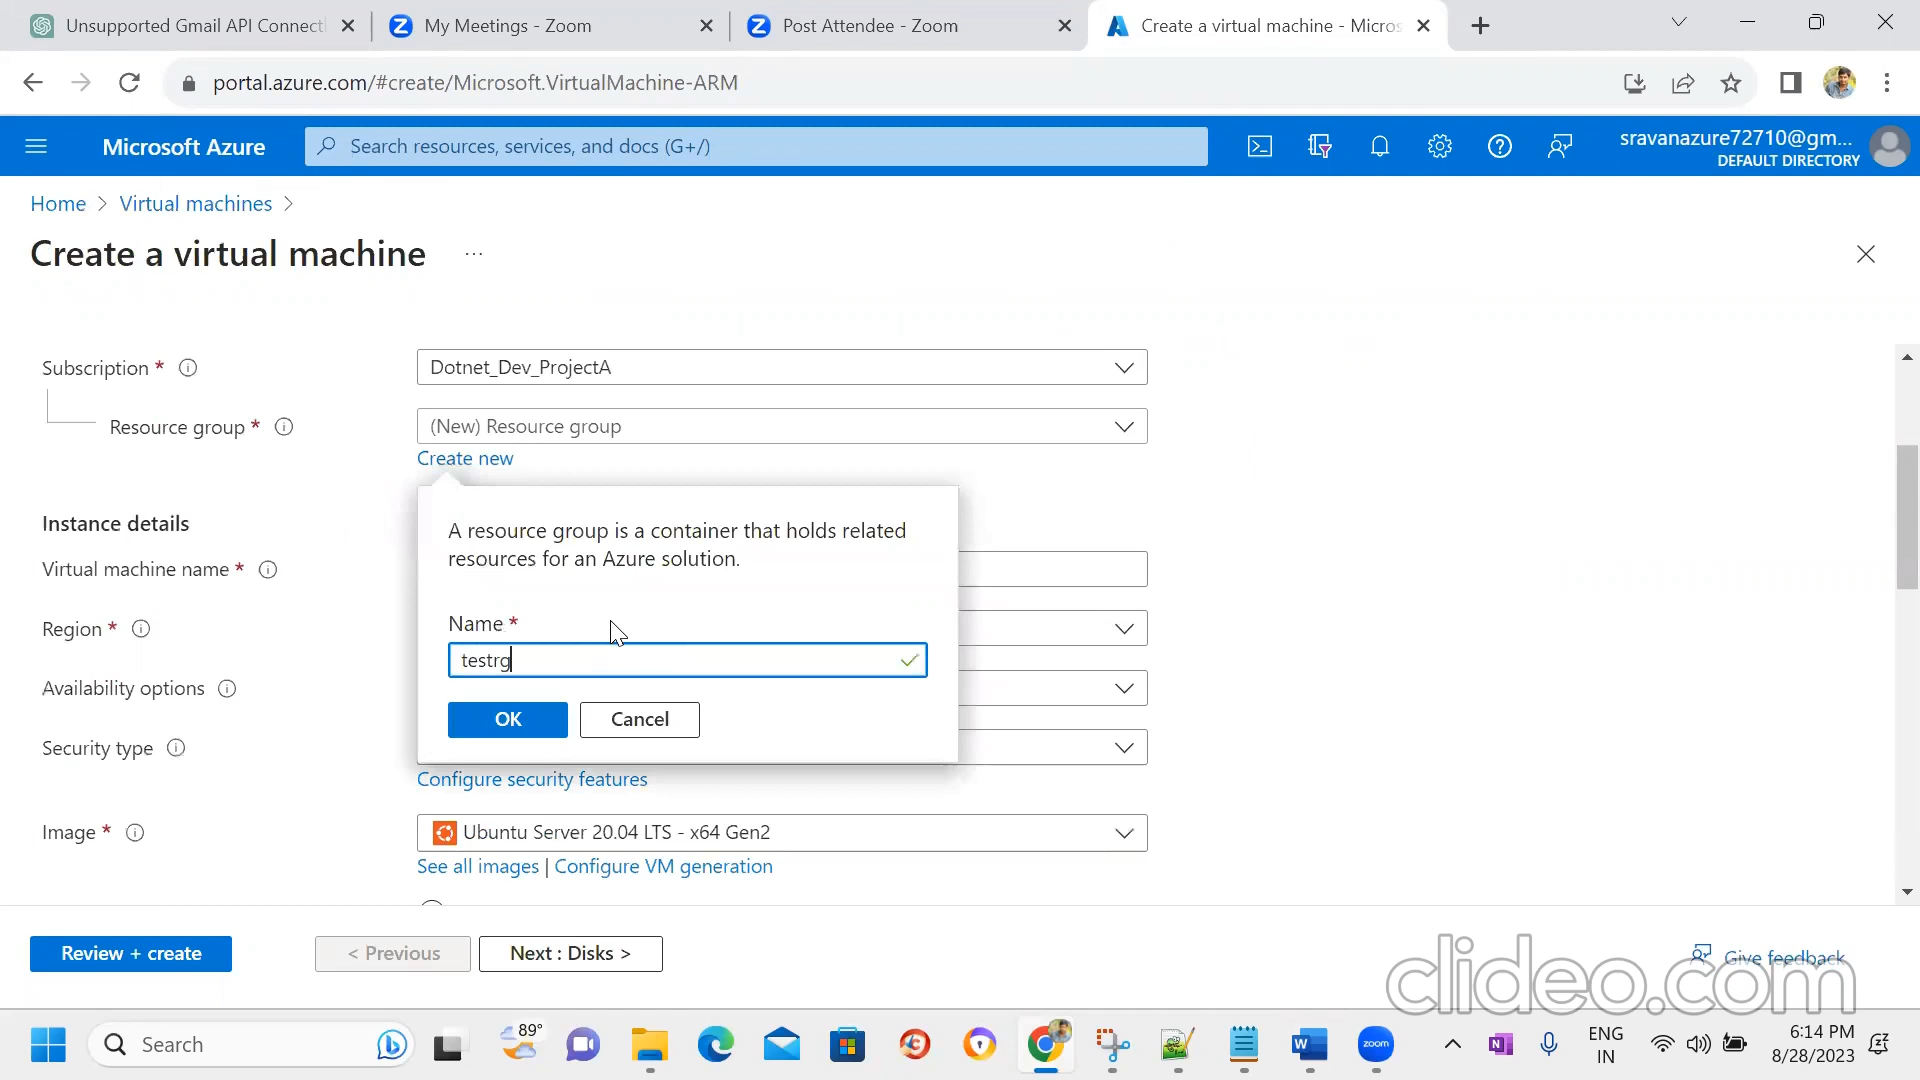 Unsupported Gmail API Connecti
My Meetings - Zoom
Post Attendee - Zoom
Create a virtual machine - Micros
portal.azure.com/#create/Microsoft.VirtualMachine-ARM
Microsoft Azure
Search resources, services, and docs (G+/)
sravanazure72710@gm...
DEFAULT DIRECTORY
Home > Virtual machines >
Create a virtual machine ...
Subscription *
Dotnet_Dev_ProjectA
Resource group *
(New) Resource group
Create new
A resource group is a container that holds related
resources for an Azure solution.
Name *
testrg
OK
Cancel
Instance details
Virtual machine name *
Region *
Availability options
Security type
Configure security features
Image *
Ubuntu Server 20.04 LTS - x64 Gen2
See all images | Configure VM generation
Review + create
< Previous
Next : Disks >
Give feedback
clideo.com
Search
89°
zoom
ENG
IN
6:14 PM
8/28/2023